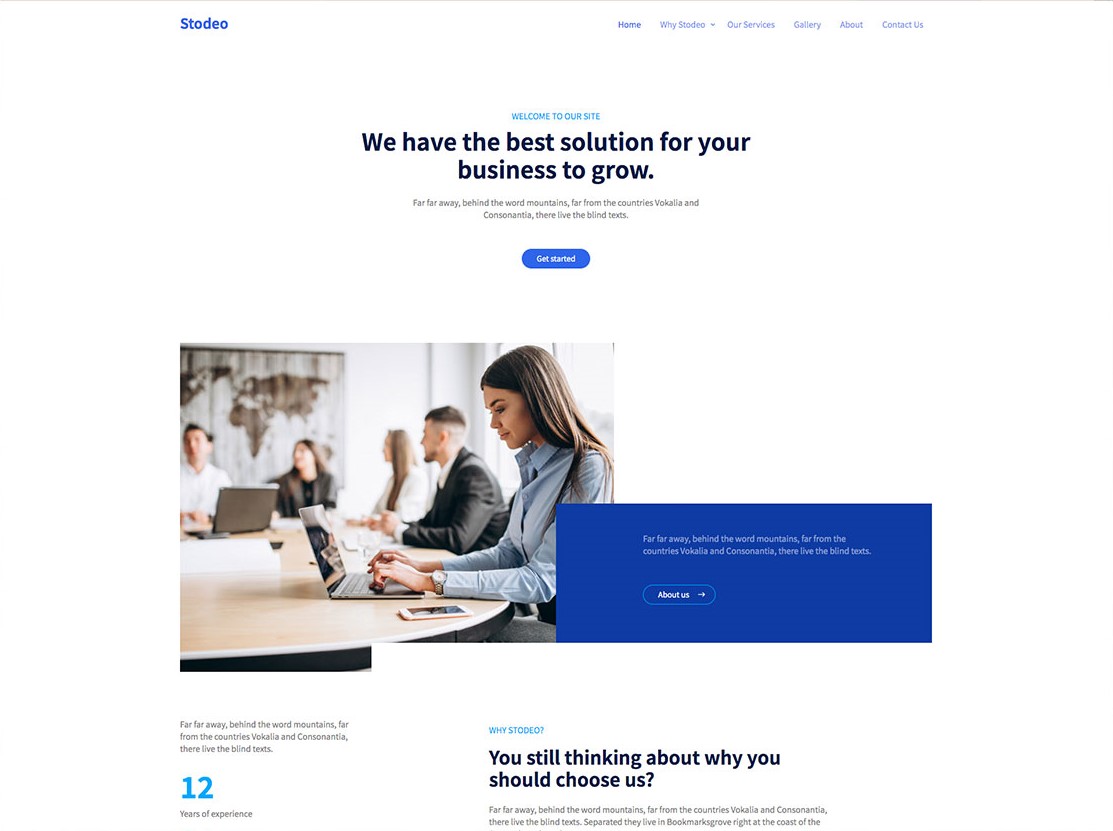 Stodeo
Home Why Stodeo Our Services Gallery About Contact Us
WELCOME TO OUR SITE
We have the best solution for your
business to grow.
Far far away, behind the word mountains, far from the countries Vokalia and
Consonantia, there live the blind texts.
Get started
Far far away, behind the word mountains, far from the
countries Vokalia and Consonantia, there live the blind texts.
About us →
Far far away, behind the word mountains, far
from the countries Vokalia and Consonantia,
there live the blind texts.
12
Years of experience
WHY STODEO?
You still thinking about why you
should choose us?
Far far away, behind the word mountains, far from the countries Vokalia and Consonantia,
there live the blind texts. Separated they live in Bookmarksgrove right at the coast of the